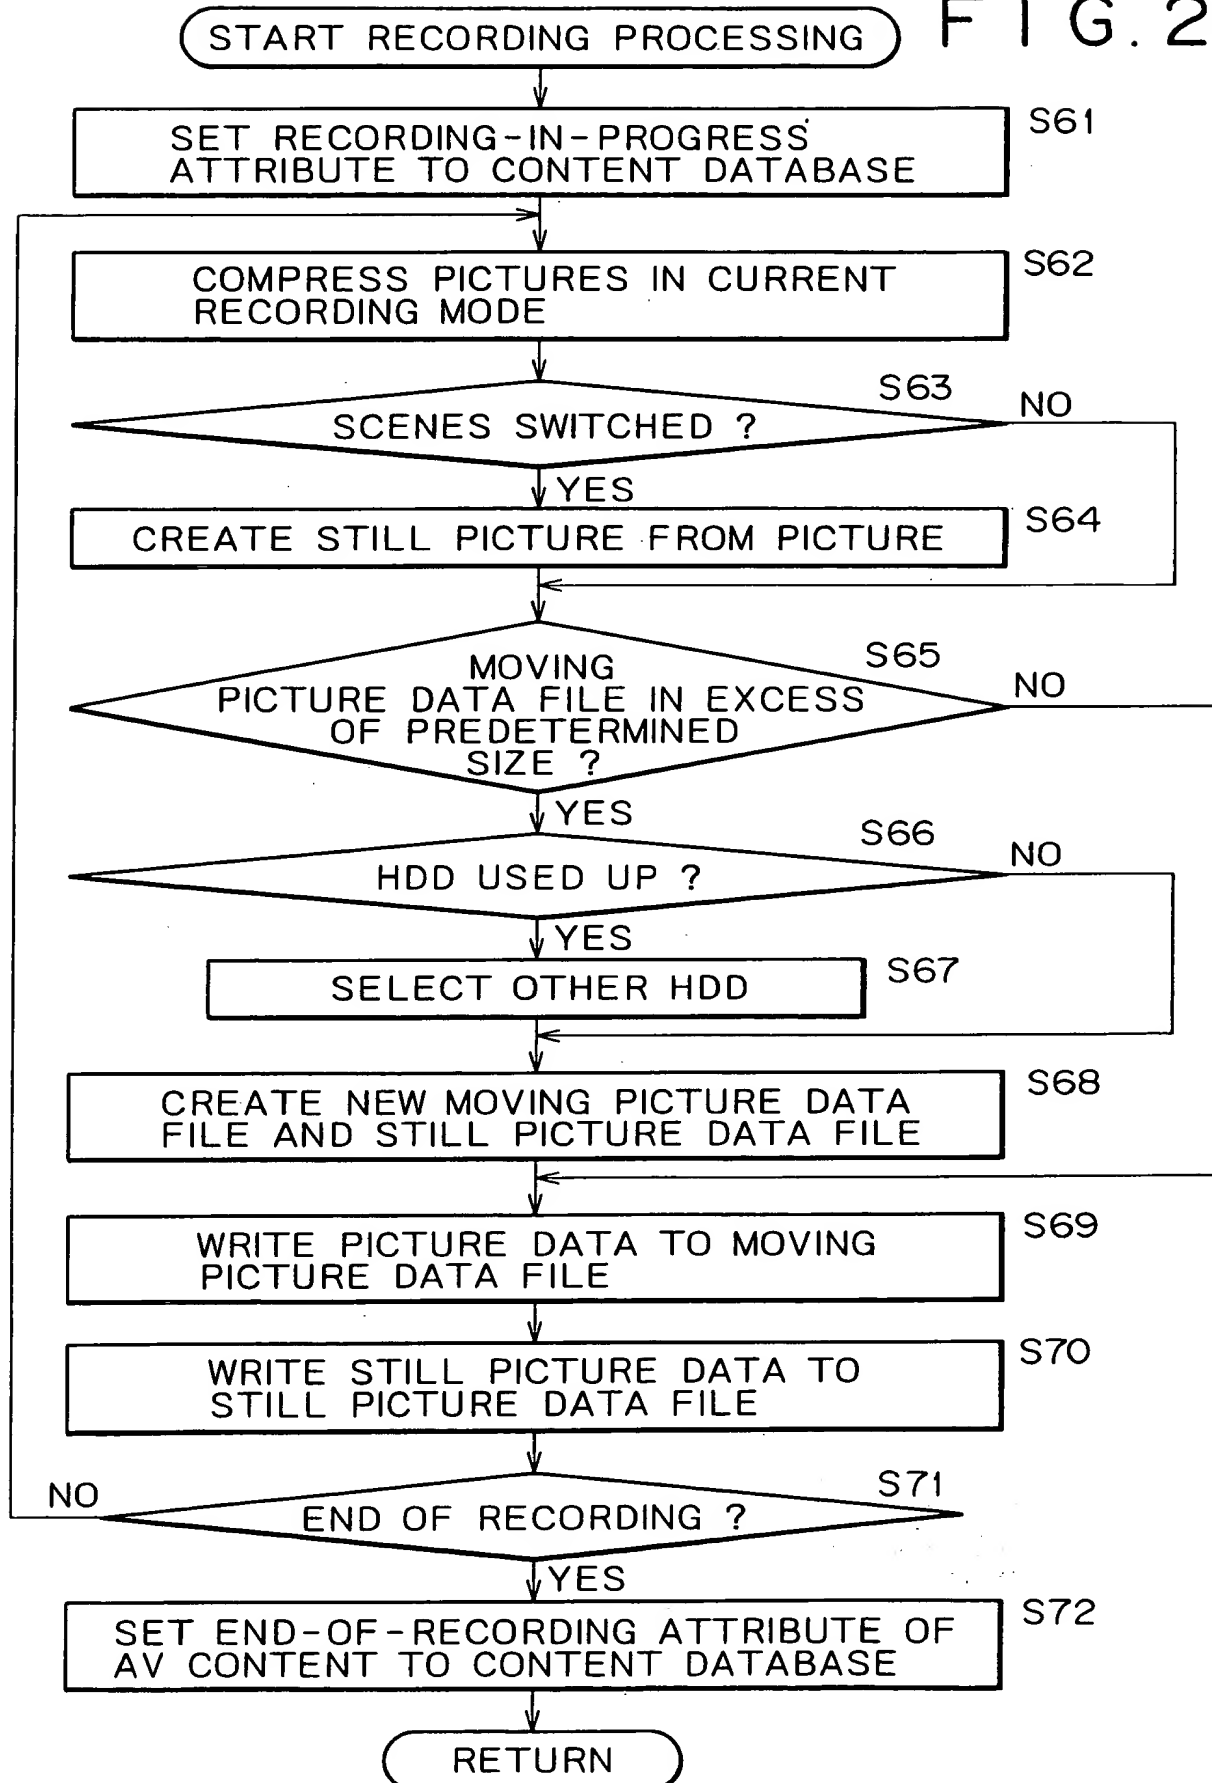 START RECORDING PROCESSING
FIG.2
S61
SET RECORDING-IN-PROGRESS
ATTRIBUTE TO CONTENT DATABASE
S62
COMPRESS PICTURES IN CURRENT
RECORDING MODE
S63
NO
SCENES SWITCHED ?
YES
S64
CREATE STILL PICTURE FROM PICTURE
S65
NO
MOVING
PICTURE DATA FILE IN EXCESS
OF PREDETERMINED
SIZE ?
YES
S66
NO
HDD USED UP ?
YES
S67
SELECT OTHER HDD
S68
CREATE NEW MOVING PICTURE DATA
FILE AND STILL PICTURE DATA FILE
S69
WRITE PICTURE DATA TO MOVING
PICTURE DATA FILE
S70
WRITE STILL PICTURE DATA TO
STILL PICTURE DATA FILE
S71
NO
END OF RECORDING ?
YES
S72
SET END-OF-RECORDING ATTRIBUTE OF
AV CONTENT TO CONTENT DATABASE
RETURN